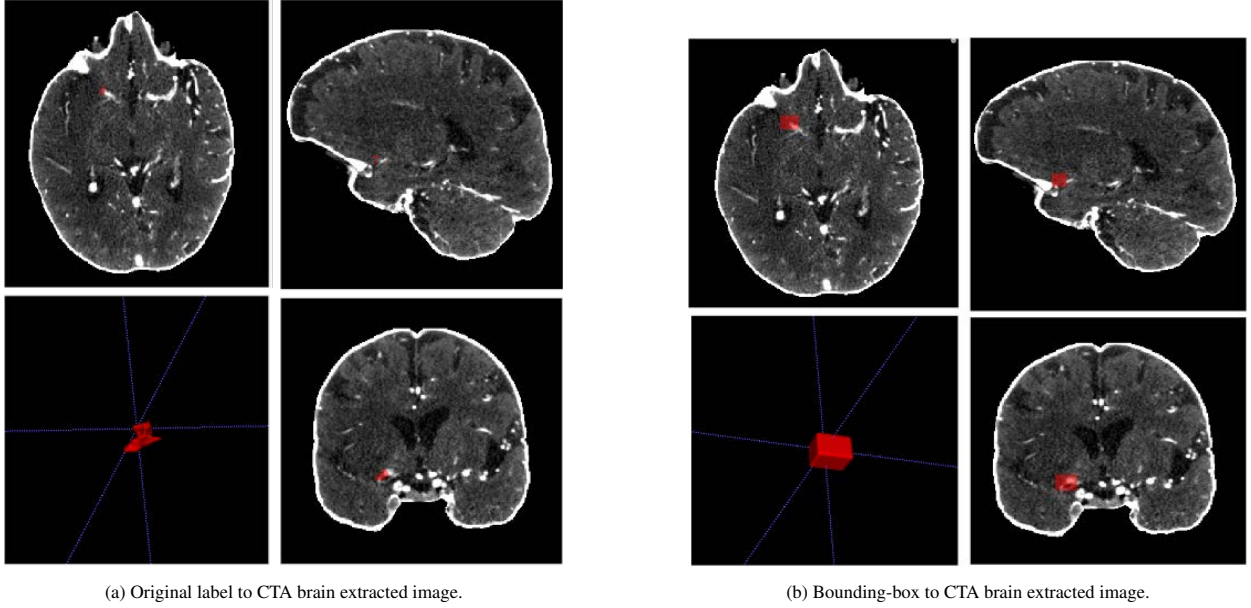 (a) Original label to CTA brain extracted image.
(b) Bounding-box to CTA brain extracted image.